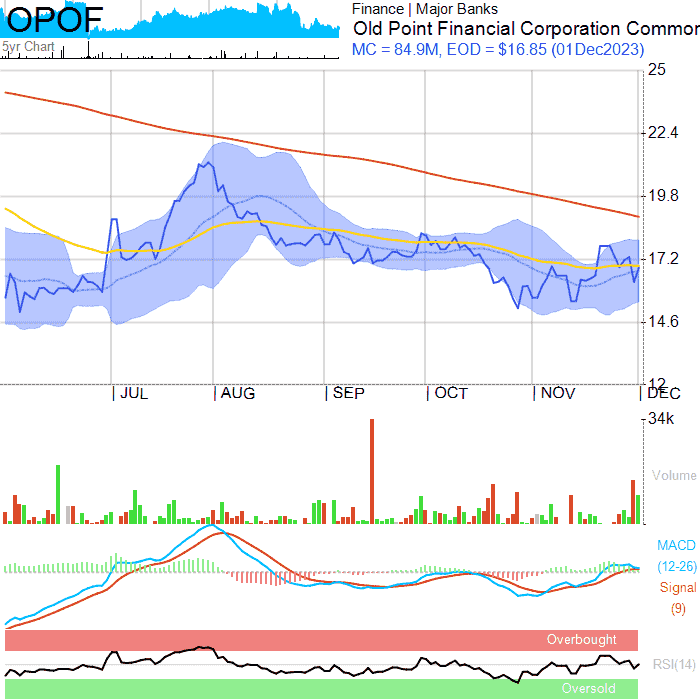 OPOF
5yr Chart
Finance | Major Banks
Old Point Financial Corporation Common
MC = 84.9M, EOD = $16.85 (01Dec2023)
25
22.4
19.8
17.2
14.6
12
JUL AUG SEP OCT NOV DEC
34k
Volume
MACD
(12-26)
Signal
(9)
Overbought
RSI(14)
Oversold